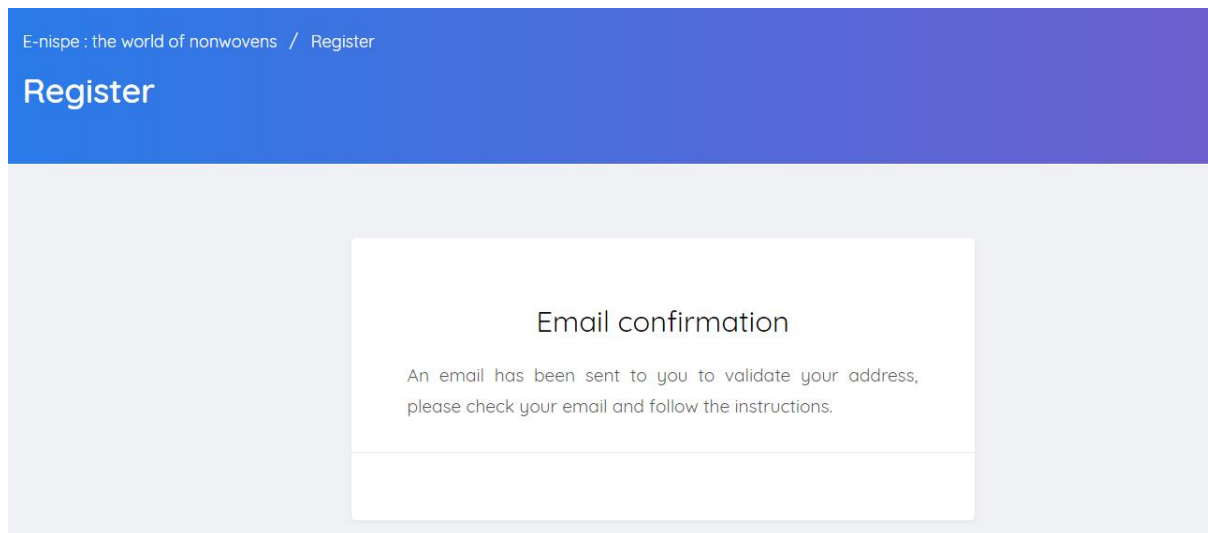 E-nispe : the world of nonwovens / Register
Register
Email confirmation
An email has been sent to you to validate your address,
please check your email and follow the instructions.